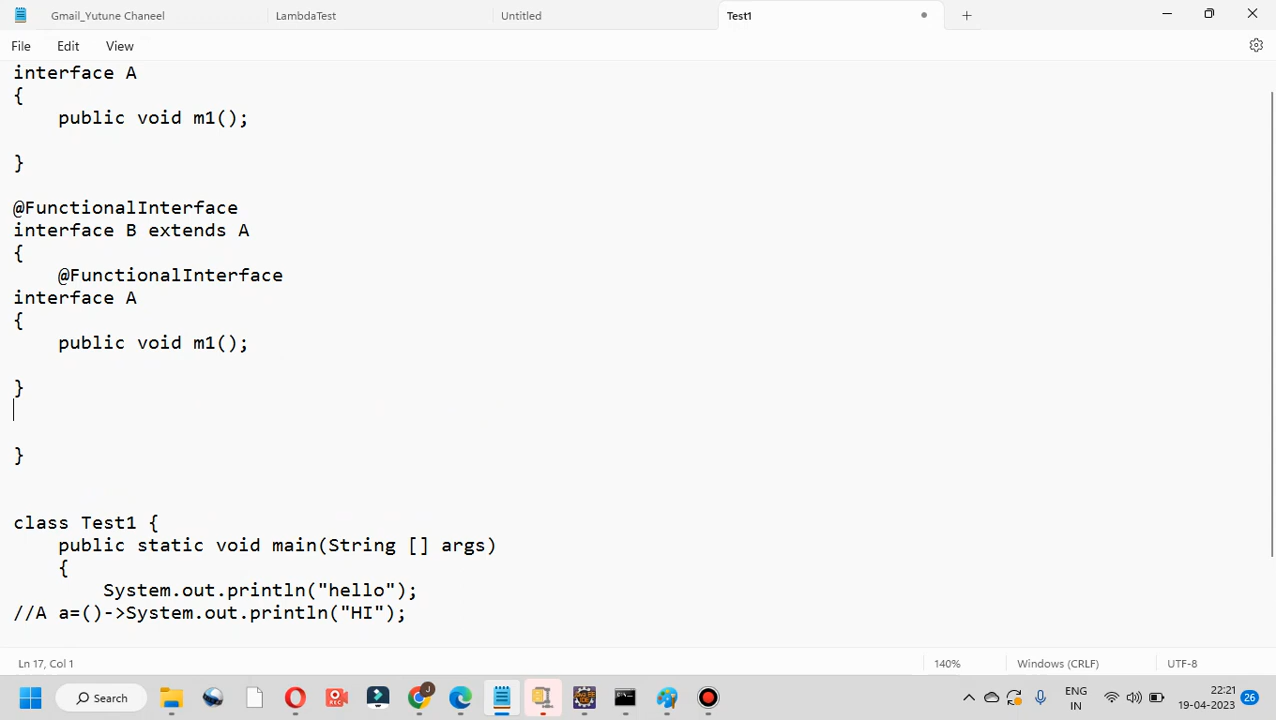 Gmail_Yutune Chaneel LambdaTest Untitled Test1
File Edit View
interface A
{
public void m1();
}
@FunctionalInterface
interface B extends A
{
@FunctionalInterface
interface A
{
public void m1();
}
}
class Test1 {
public static void main(String [] args)
{
System.out.println("hello");
//A a=()->System.out.println("HI");
Ln 17, Col 1 140% Windows (CRLF) UTF-8
Search REC J ENG 22:21 26
IN 19-04-2023